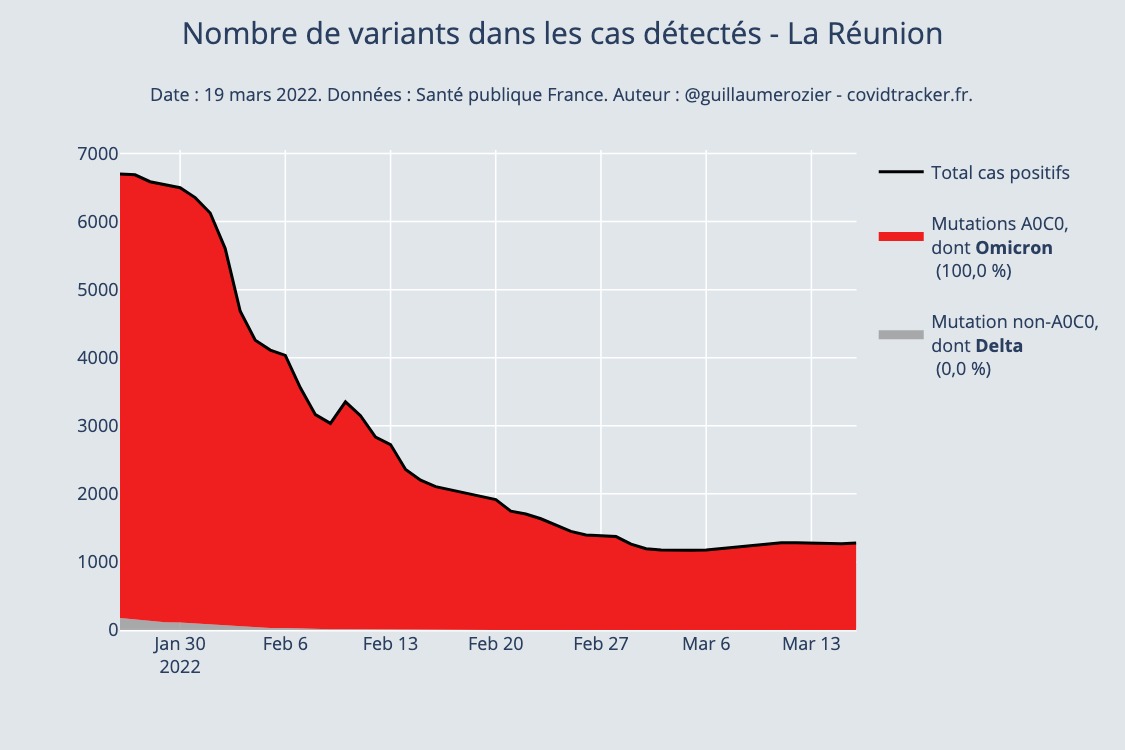 Nombre de variants dans les cas détectés - La Réunion
Date : 19 mars 2022. Données : Santé publique France. Auteur : @guillaumerozier - covidtracker.fr.
7000
6000
5000
4000
3000
2000
1000
0
Jan 30
2022
Feb 6
Feb 13
Feb 20
Feb 27
Mar 6
Mar 13
Total cas positifs
Mutations A0C0,
dont Omicron
(100,0 %)
Mutation non-A0C0,
dont Delta
(0,0 %)